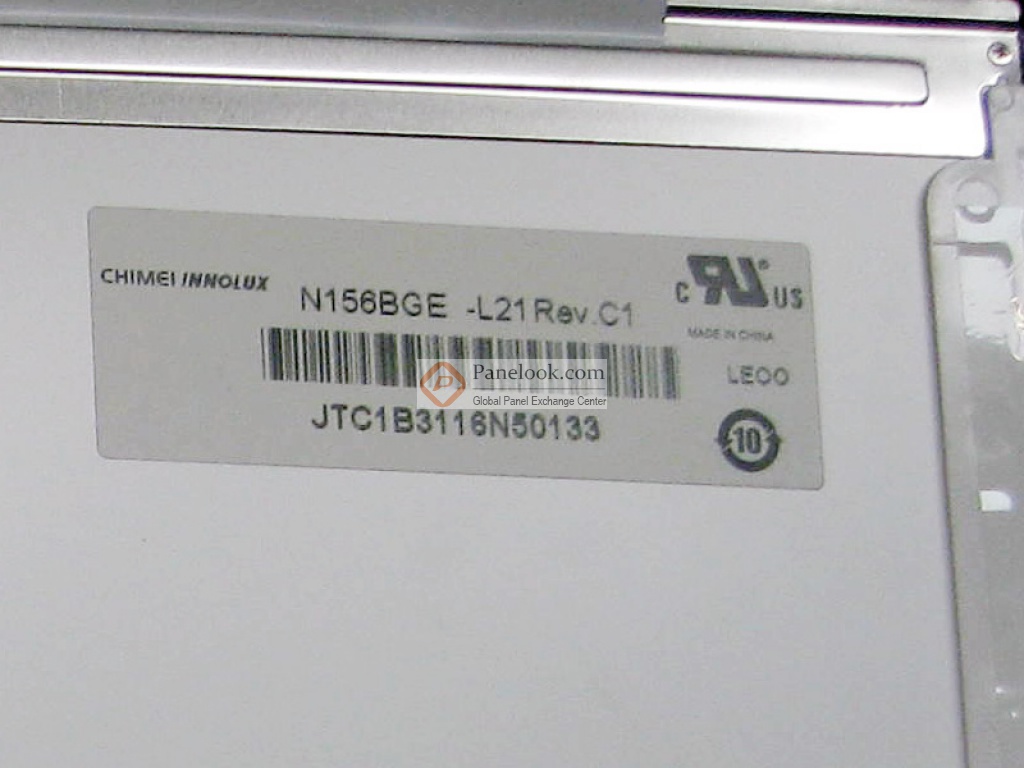 CHIMEI INNOLUX
N156BGE -L21 Rev.C1
C RU® US
MADE IN CHINA
LEOO
Panelook.com
Global Panel Exchange Center
JTC1B3116N50133
10